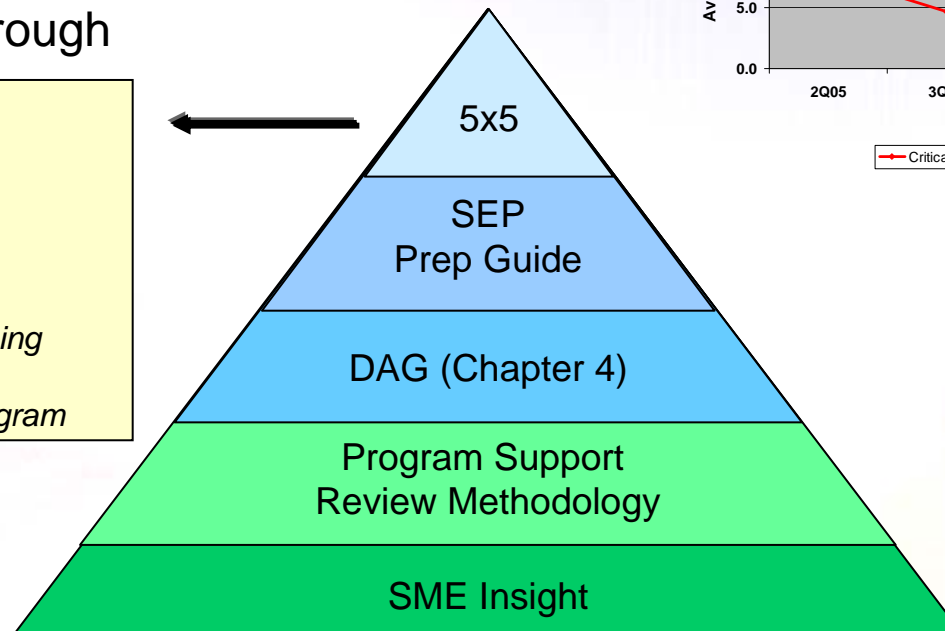 rough
ing
gram
5x5
SEP
Prep Guide
DAG (Chapter 4)
Program Support
Review Methodology
SME Insight
Av
5.0
0.0
2Q05
3Q
Critica